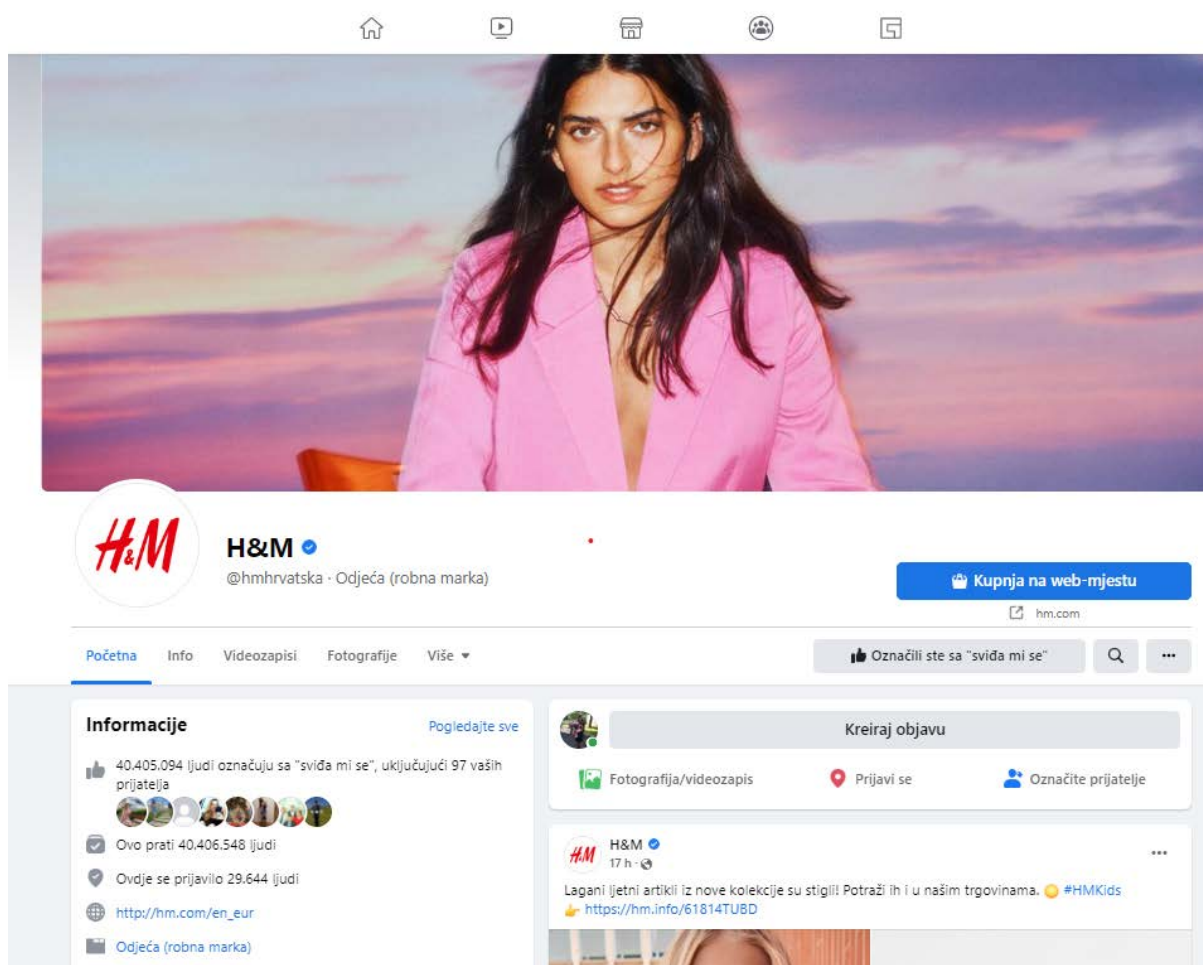 H&M
H&M
@hmhrvatska · Odjeća (robna marka)
Kupnja na web-mjestu
hm.com
Početna Info Videozapisi Fotografije Više
Označili ste sa "sviđa mi se"
Informacije
Pogledajte sve
40.405.094 ljudi označuju sa "sviđa mi se", uključujući 97 vaših
prijatelja
Ovo prati 40.406.548 ljudi
Ovdje se prijavilo 29.644 ljudi
http://hm.com/en_eur
Odjeća (robna marka)
Kreiraj objavu
Fotografija/videozapis Prijavi se Označite prijatelje
H&M
H&M
17 h ·
Lagani ljetni artikli iz nove kolekcije su stigli! Potraži ih i u našim trgovinama. #HMKids
https://hm.info/61814TUBD